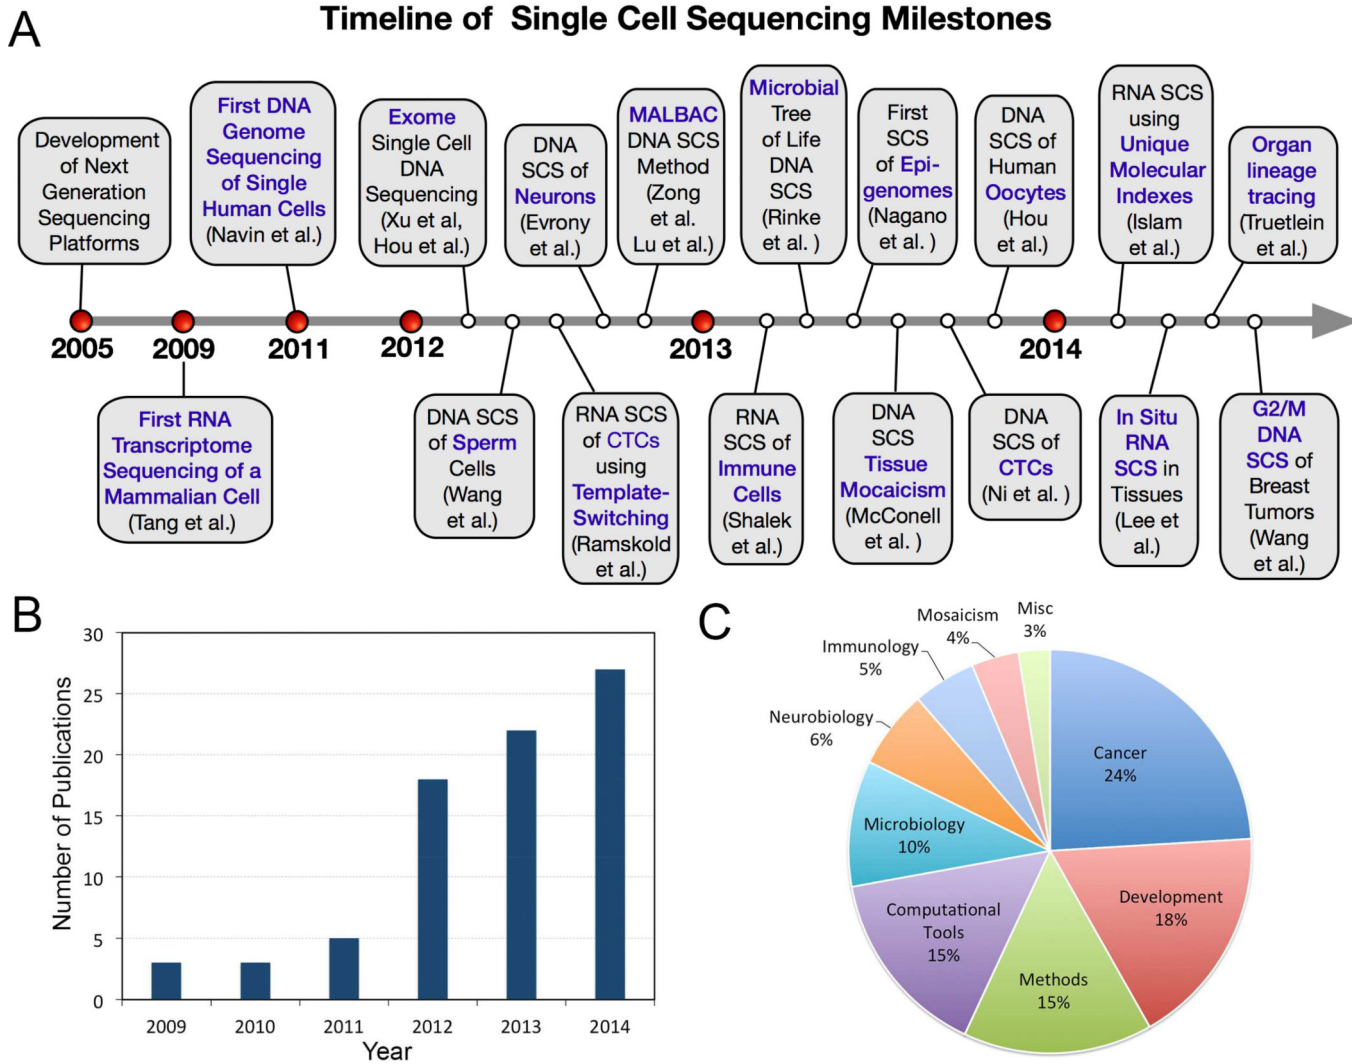 A
Timeline of Single Cell Sequencing Milestones
Development
of Next
Generation
Sequencing
Platforms
First DNA
Genome
Sequencing
of Single
Human Cells
(Navin et al.)
Exome
Single Cell
DNA
Sequencing
(Xu et al,
Hou et al.)
DNA
SCS of
Neurons
(Evrony
et al.)
MALBAC
DNA SCS
Method
(Zong
et al.
Lu et al.)
Microbial
Tree
of Life
DNA
SCS
(Rinke
et al. )
First
SCS
of Epi-
genomes
(Nagano
et al. )
DNA
SCS of
Human
Oocytes
(Hou
et al.)
RNA SCS
using
Unique
Molecular
Indexes
(Islam
et al.)
Organ
lineage
tracing
(Truetlein
et al.)
2005
2009
2011
2012
2013
2014
First RNA
Transcriptome
Sequencing of a
Mammalian Cell
(Tang et al.)
DNA SCS
of Sperm
Cells
(Wang
et al.)
RNA SCS
of CTCs
using
Template-
Switching
(Ramskold
et al.)
RNA
SCS of
Immune
Cells
(Shalek
et al.)
DNA
SCS
Tissue
Mocaicism
(McConell
et al. )
DNA
SCS of
CTCs
(Ni et al. )
In Situ
RNA
SCS in
Tissues
(Lee et
al.)
G2/M
DNA
SCS of
Breast
Tumors
(Wang
et al.)
B
Number of Publications
30
25
20
15
10
5
0
2009
2010
2011
2012
2013
2014
Year
C
Misc
3%
Mosaicism
4%
Immunology
5%
Neurobiology
6%
Microbiology
10%
Computational
Tools
15%
Methods
15%
Development
18%
Cancer
24%